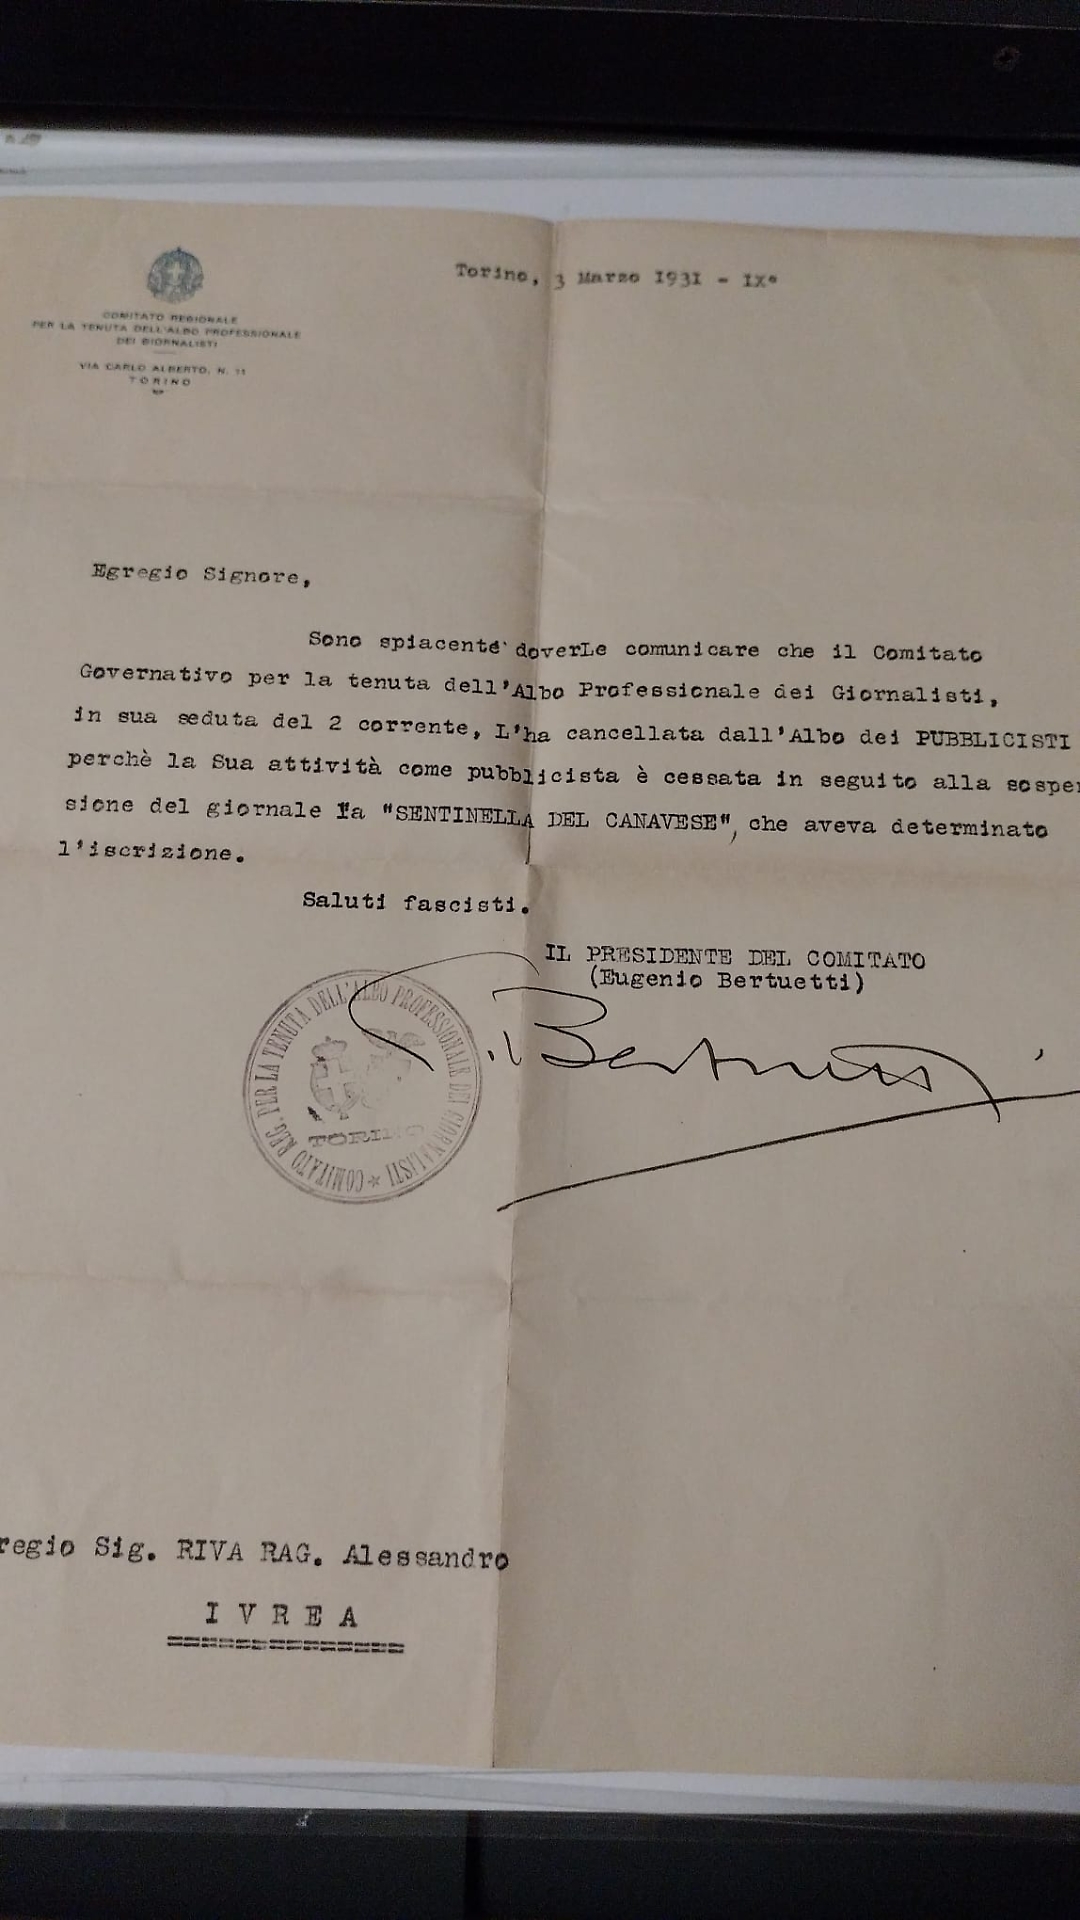 Torino, 3 Marzo 1931 - IX°
COMITATO REGIONALE
PER LA TENUTA DELL'ALBO PROFESSIONALE
DEI GIORNALISTI
VIA CARLO ALBERTO, N. 11
TORINO
Egregio Signore,
Sono spiacente doverLe comunicare che il Comitato
Governativo per la tenuta dell'Albo Professionale dei Giornalisti,
in sua seduta del 2 corrente, L'ha cancellata dall'Albo dei PUBBLICISTI
perchè la Sua attività come pubblicista è cessata in seguito alla sospen
sione del giornale la "SENTINELLA DEL CANAVESE", che aveva determinato
l'iscrizione.
Saluti fascisti.
IL PRESIDENTE DEL COMITATO
(Eugenio Bertuetti)
Bertuetti
COMITATO REG. PER LA TENUTA DELL'ALBO PROFESSIONALE DEI GIORNALISTI
TORINO
regio Sig. RIVA RAG. Alessandro
I V R E A